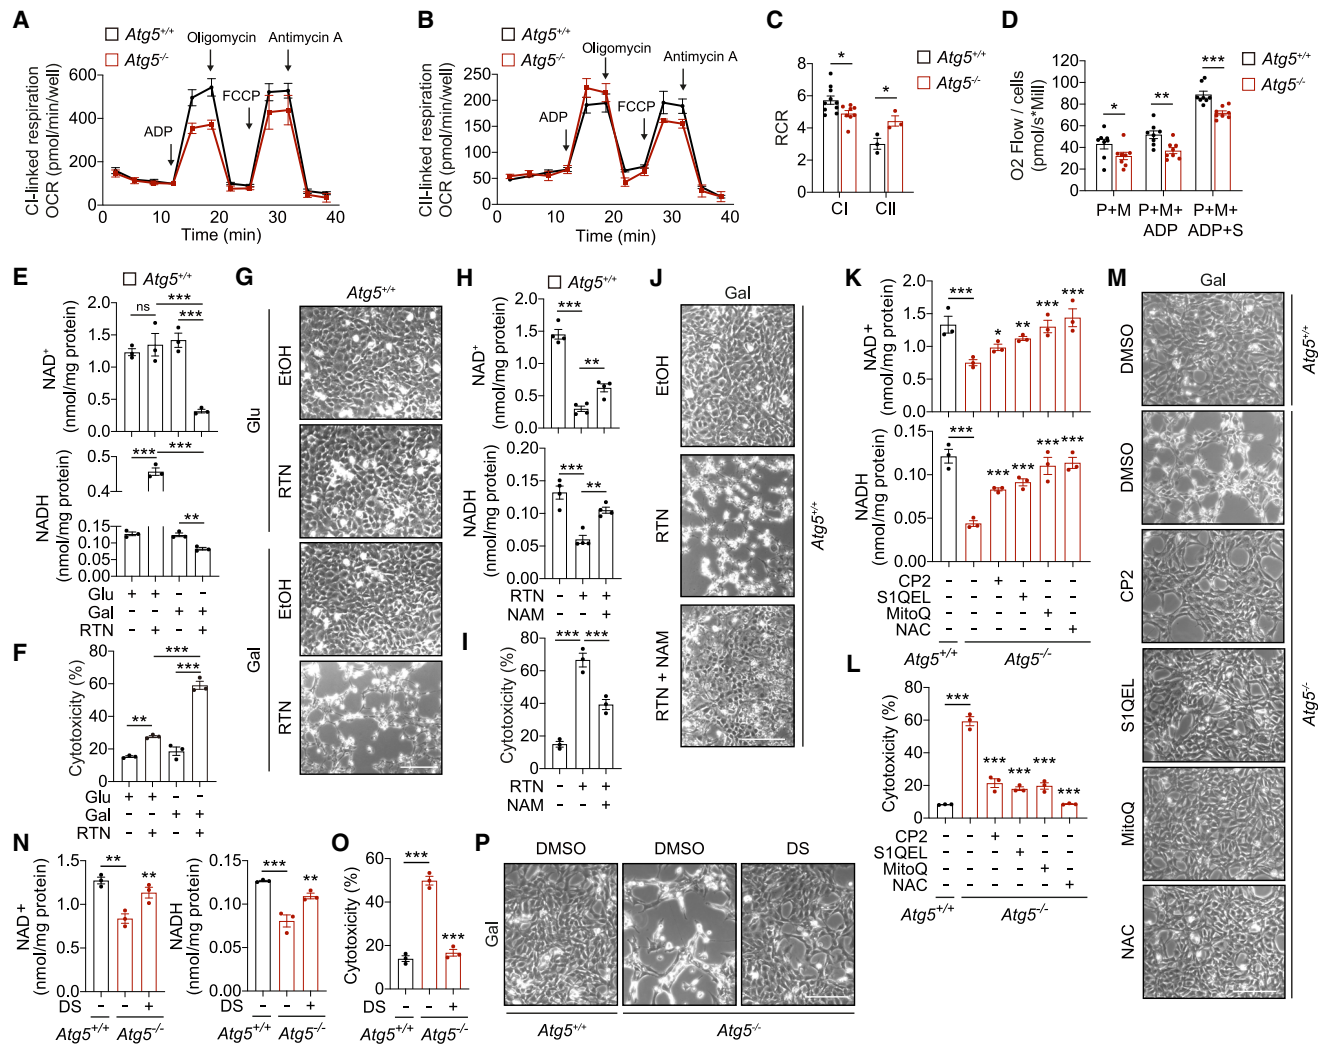 A
Atg5+/+
Atg5-/-
Oligomycin
Antimycin A
ADP
FCCP
CI-linked respiration
OCR (pmol/min/well)
600
400
200
0
0 10 20 30 40
Time (min)
B
Atg5+/+
Atg5-/-
Oligomycin
Antimycin A
ADP
FCCP
CII-linked respiration
OCR (pmol/min/well)
250
200
150
100
50
0
0 10 20 30 40
Time (min)
C
Atg5+/+
Atg5-/-
RCR
8
6
4
2
0
* *
CI CII
D
Atg5+/+
Atg5-/-
O2 Flow / cells
(pmol/s*Mill)
120
100
80
60
40
20
0
* ** ***
P+M P+M+ P+M+
ADP ADP+S
E
Atg5+/+
NAD+
(nmol/mg protein)
2.0
1.5
1.0
0.5
0.0
ns *** ***
NADH
(nmol/mg protein)
0.5
0.4
0.15
0.10
0.05
0.00
*** *** **
Glu + + - -
Gal - - + +
RTN - + - +
F
Cytotoxicity (%)
80
60
40
20
0
** *** ***
Glu + + - -
Gal - - + +
RTN - + - +
G
Atg5+/+
Glu
EtOH
RTN
Gal
EtOH
RTN
H
Atg5+/+
NAD+
(nmol/mg protein)
2.0
1.5
1.0
0.5
0.0
*** **
NADH
(nmol/mg protein)
0.20
0.15
0.10
0.05
0.00
*** **
RTN - + +
NAM - - +
I
Cytotoxicity (%)
80
60
40
20
0
*** ***
RTN - + +
NAM - - +
J
Gal
EtOH
RTN
RTN + NAM
Atg5+/+
K
NAD+
(nmol/mg protein)
2.0
1.5
1.0
0.5
0.0
*** * ** *** ***
NADH
(nmol/mg protein)
0.15
0.10
0.05
0.00
*** *** *** *** ***
CP2 - - + - - -
S1QEL - - - + - -
MitoQ - - - - + -
NAC - - - - - +
Atg5+/+ Atg5-/-
L
Cytotoxicity (%)
80
60
40
20
0
*** *** *** *** ***
CP2 - - + - - -
S1QEL - - - + - -
MitoQ - - - - + -
NAC - - - - - +
Atg5+/+ Atg5-/-
M
Gal
DMSO
Atg5+/+
DMSO
CP2
S1QEL
MitoQ
NAC
Atg5-/-
N
NAD+
(nmol/mg protein)
1.5
1.0
0.5
0.0
** **
DS - - +
Atg5+/+ Atg5-/-
NADH
(nmol/mg protein)
0.15
0.10
0.05
0.00
*** **
DS - - +
Atg5+/+ Atg5-/-
O
Cytotoxicity (%)
60
40
20
0
*** ***
DS - - +
Atg5+/+ Atg5-/-
P
DMSO DMSO DS
Gal
Atg5+/+ Atg5-/-